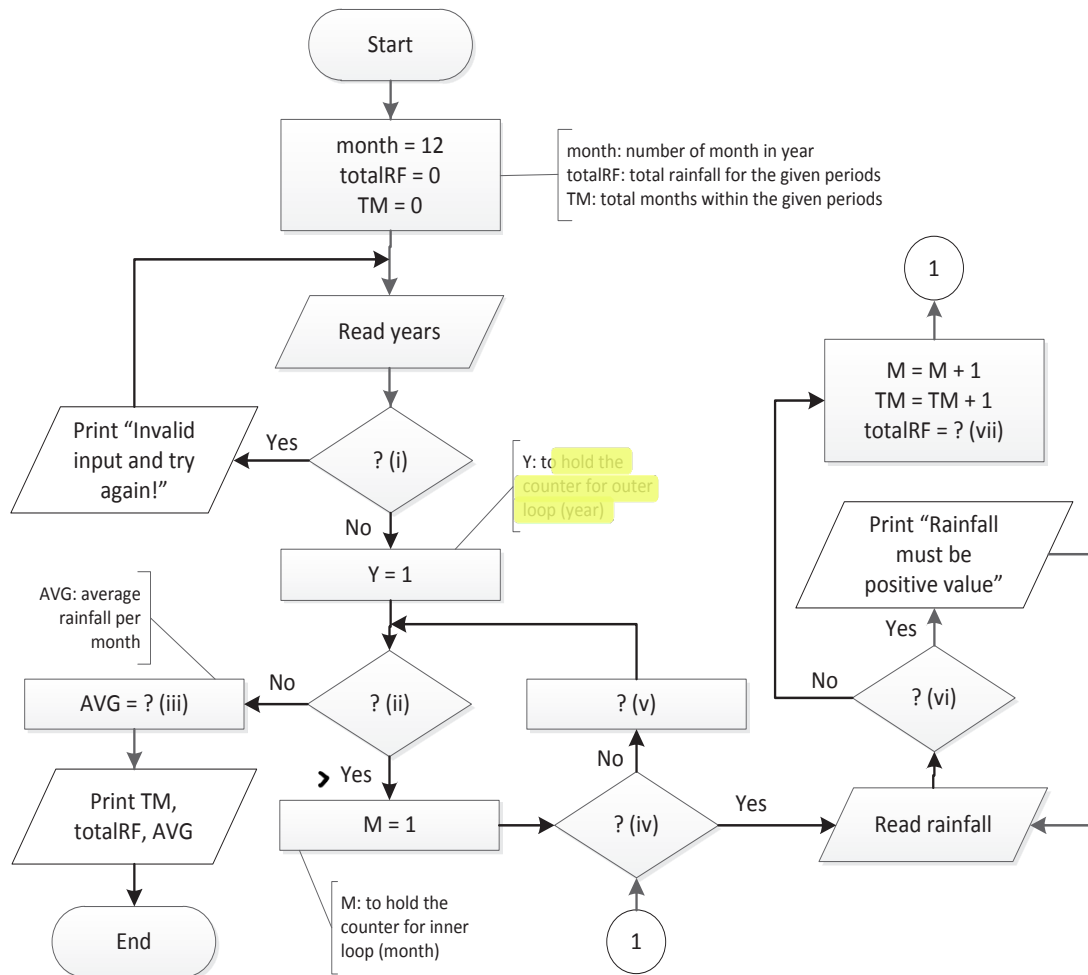 Start
month = 12
totalRF = 0
TM = 0
month: number of month in year
totalRF: total rainfall for the given periods
TM: total months within the given periods
1
Read years
M = M + 1
TM = TM + 1
totalRF = ? (vii)
Print “Invalid
input and try
again!”
Yes
? (i)
No
Y: to hold the
counter for outer
loop (year)
Y = 1
Print “Rainfall
must be
positive value”
Yes
AVG: average
rainfall per
month
No
AVG = ? (iii)
? (ii)
? (v)
No
? (vi)
Yes
No
Print TM,
totalRF, AVG
M = 1
? (iv)
Yes
Read rainfall
M: to hold the
counter for inner
loop (month)
1
End